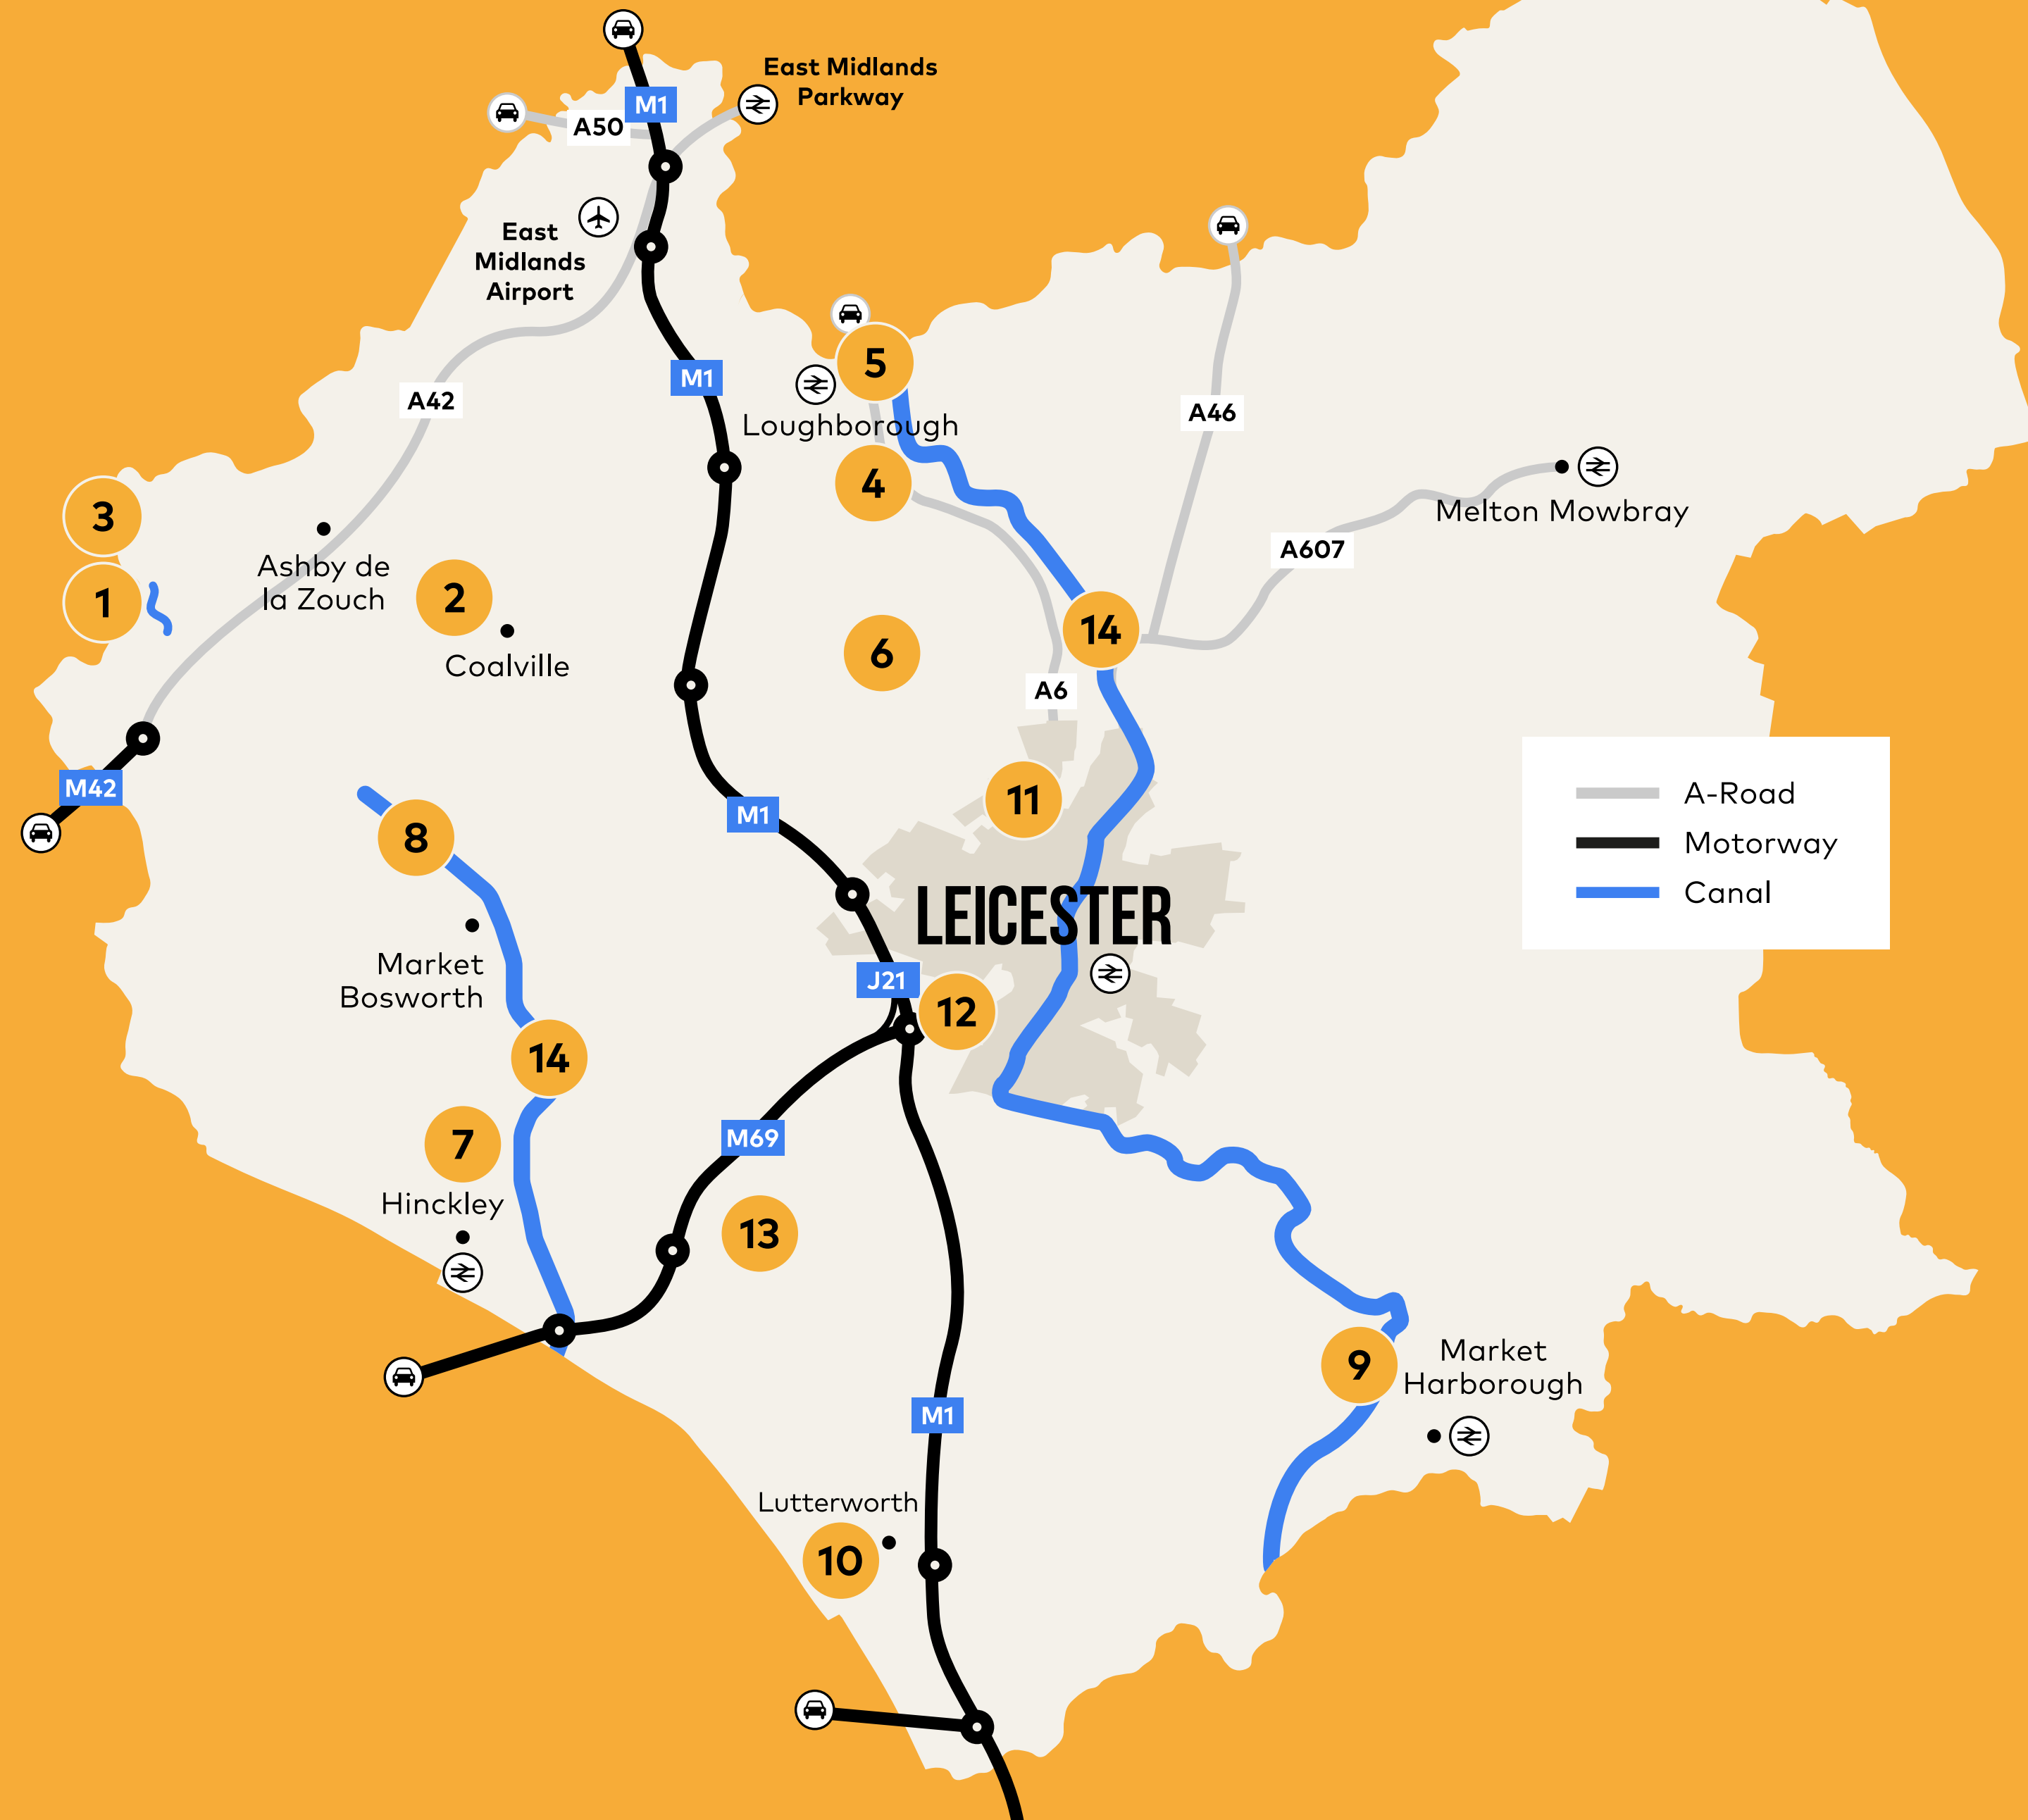 East Midlands
Parkway
M1
A50
East
Midlands
Airport
5
M1
A42
Loughborough
A46
4
Melton Mowbray
3
A607
Ashby de
la Zouch
1
2
14
6
Coalville
A6
M42
A-Road
11
M1
8
Motorway
Canal
LEICESTER
Market
Bosworth
J21
12
14
M69
7
Hinckley
13
Market
Harborough
9
M1
Lutterworth
10